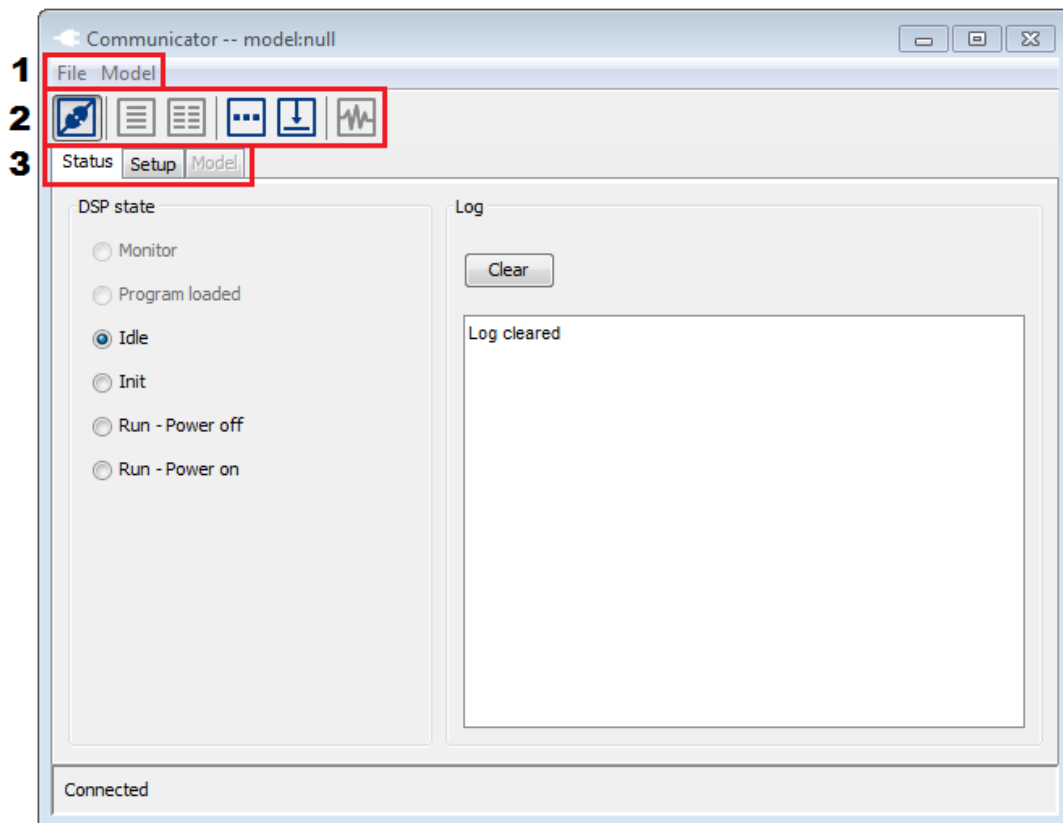 Communicator -- model:null
1
File Model
2
3
Status Setup Model
DSP state
Monitor
Program loaded
Idle
Init
Run - Power off
Run - Power on
Log
Clear
Log cleared
Connected